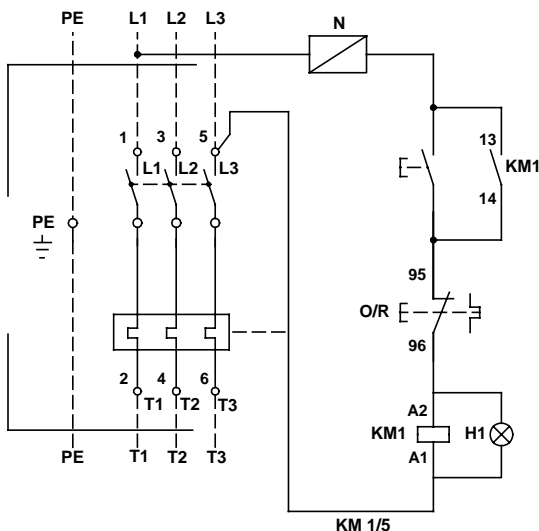 PE L1 L2 L3 N
1 3 5 13
L1 L2 L3 KM1
14
PE
95
O/R
96
2 4 6
T1 T2 T3 A2
KM1 H1
A1
PE T1 T2 T3
KM 1/5